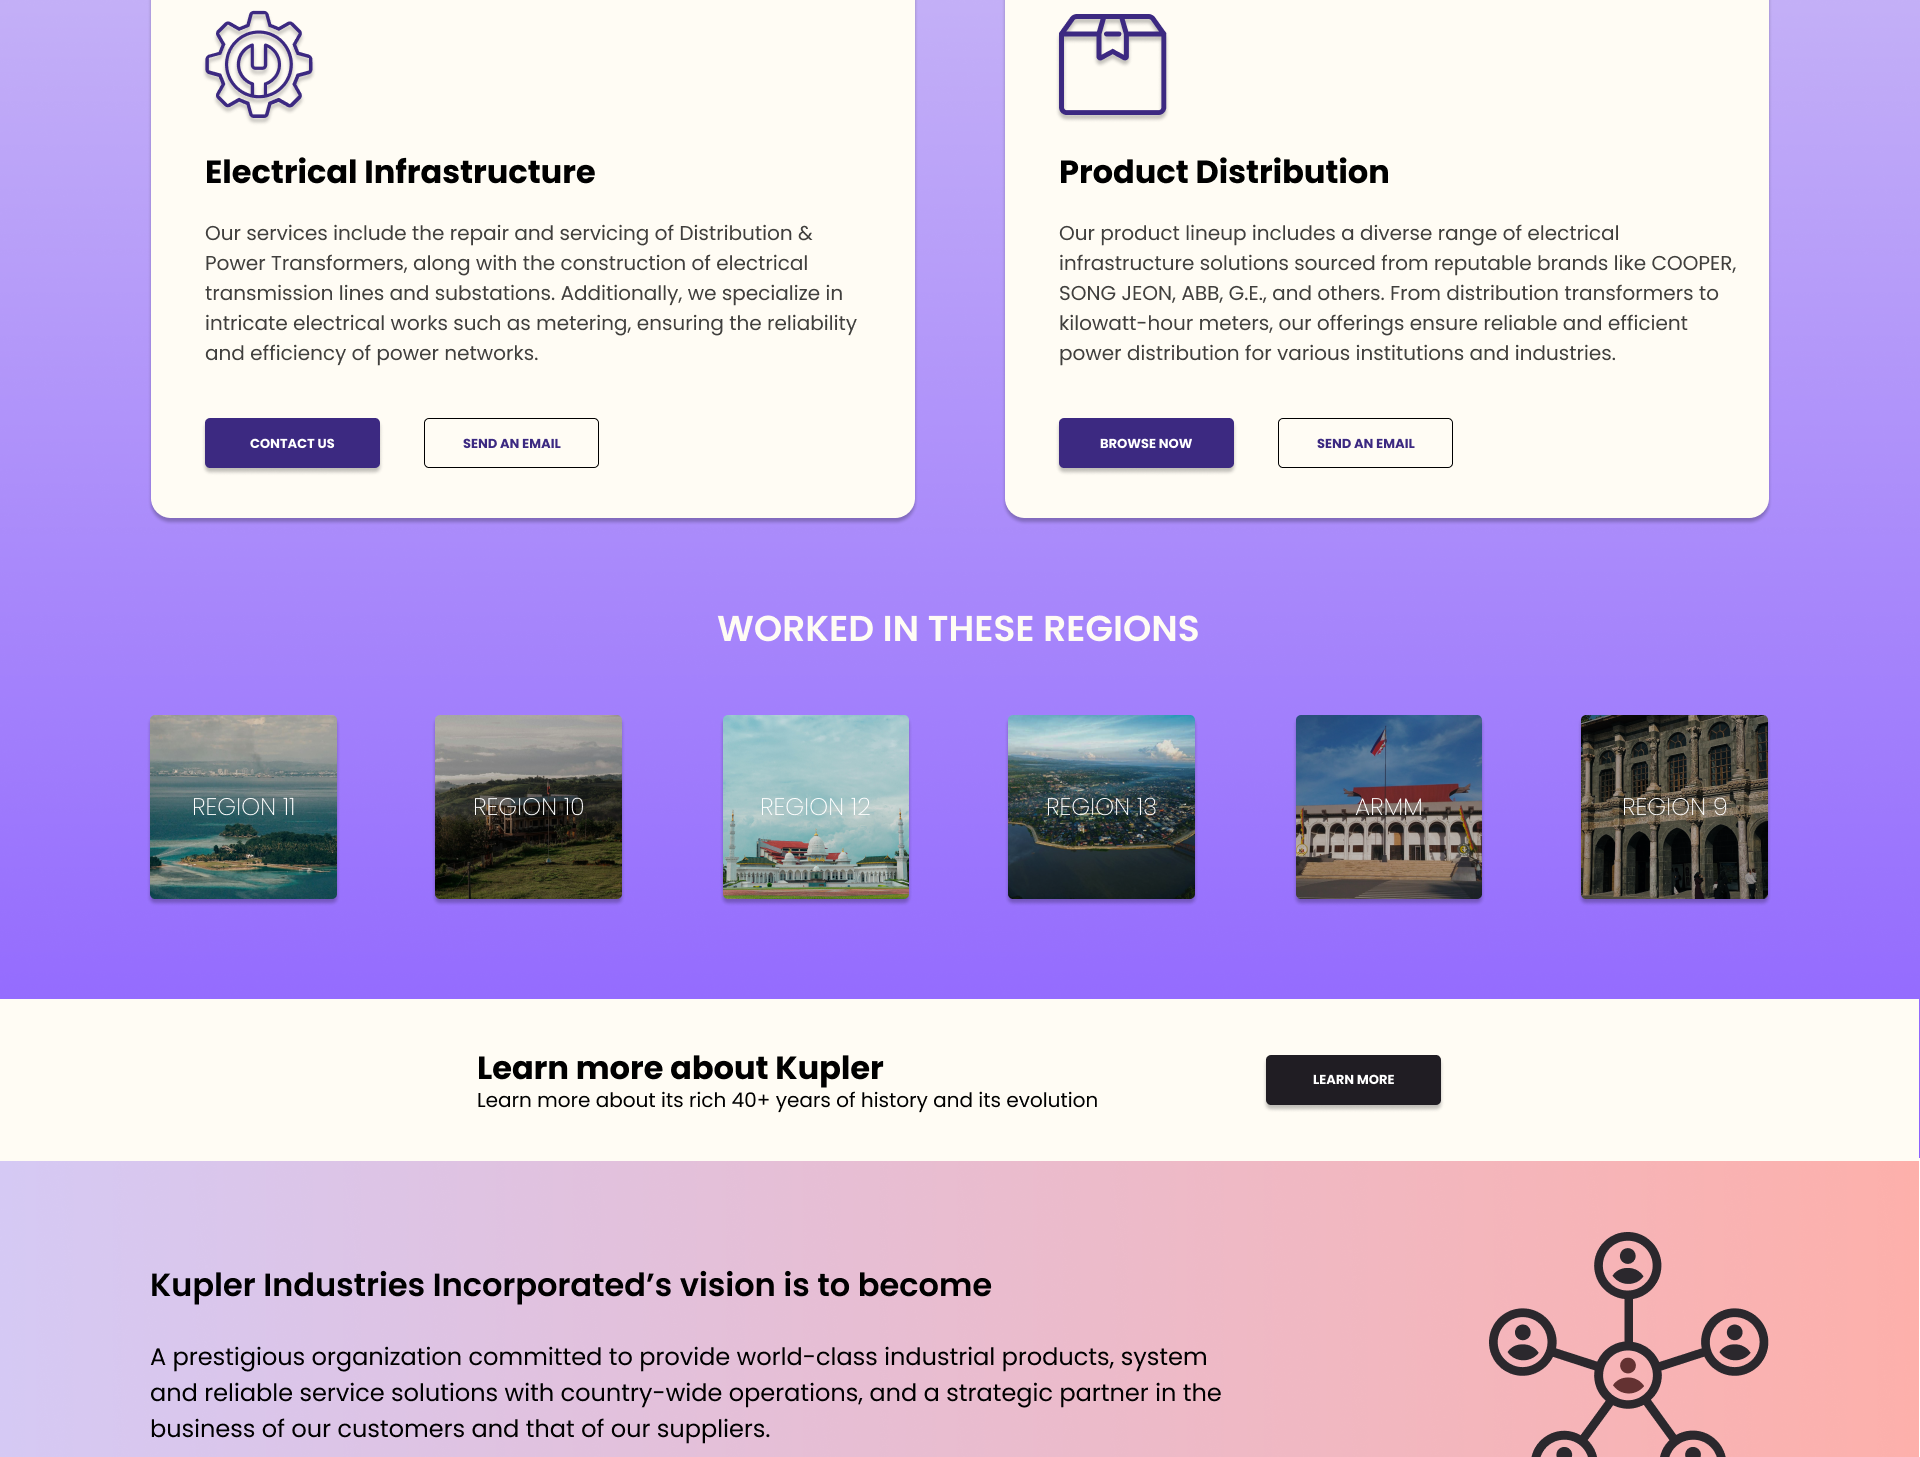 Electrical Infrastructure
Our services include the repair and servicing of Distribution &
Power Transformers, along with the construction of electrical
transmission lines and substations. Additionally, we specialize in
intricate electrical works such as metering, ensuring the reliability
and efficiency of power networks.
CONTACT US
SEND AN EMAIL
Product Distribution
Our product lineup includes a diverse range of electrical
infrastructure solutions sourced from reputable brands like COOPER,
SONG JEON, ABB, G.E., and others. From distribution transformers to
kilowatt-hour meters, our offerings ensure reliable and efficient
power distribution for various institutions and industries.
BROWSE NOW
SEND AN EMAIL
WORKED IN THESE REGIONS
REGION 11
REGION 10
REGION 12
REGION 13
ARMM
REGION 9
Learn more about Kupler
Learn more about its rich 40+ years of history and its evolution
LEARN MORE
Kupler Industries Incorporated’s vision is to become
A prestigious organization committed to provide world-class industrial products, system
and reliable service solutions with country-wide operations, and a strategic partner in the
business of our customers and that of our suppliers.